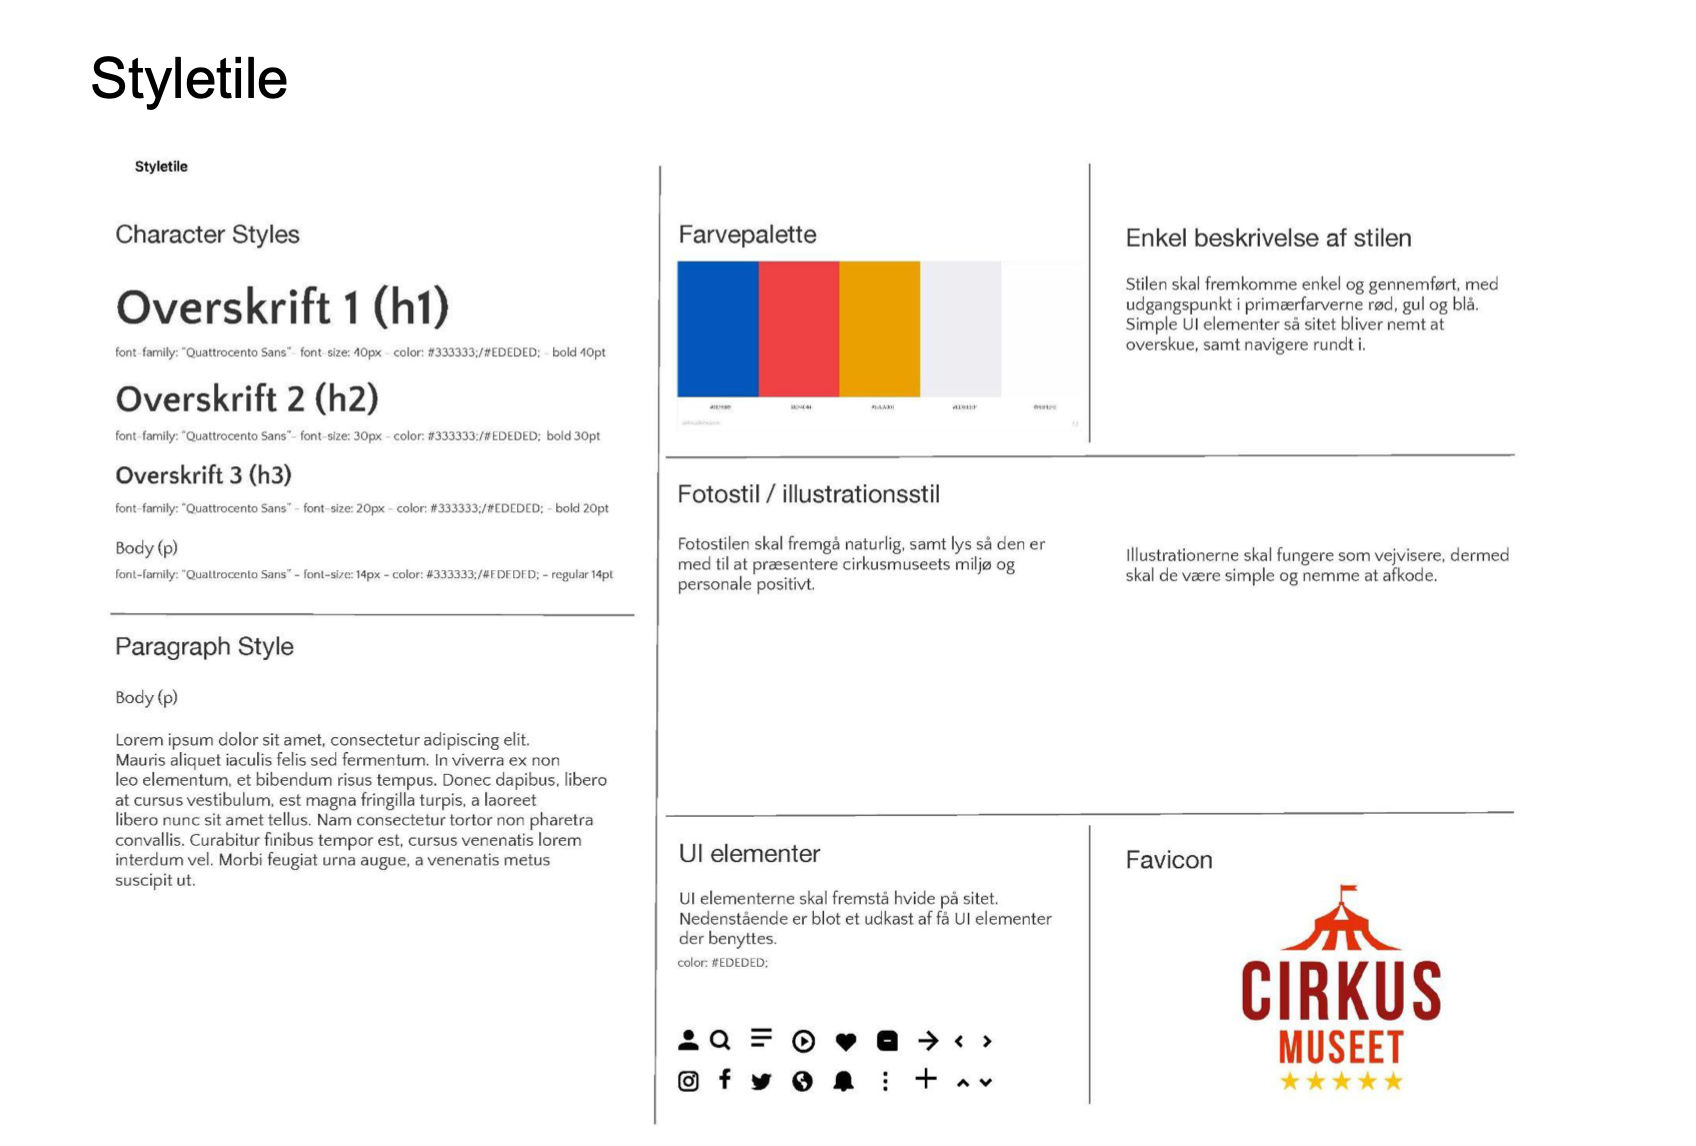 Styletile
Styletile
Character Styles
Overskrift 1 (h1)
font-family: "Quattrocento Sans"- font-size: 40px - color: #333333;/#EDEDED; - bold 40pt
Overskrift 2 (h2)
font-family: "Quattrocento Sans"- font-size: 30px - color: #333333;/#EDEDED; bold 30pt
Overskrift 3 (h3)
font-family: "Quattrocento Sans" - font-size: 20px - color: #333333;/#EDEDED; - bold 20pt
Body (p)
font-family: "Quattrocento Sans" - font-size: 14px - color: #333333;/#EDEDED; - regular 14pt
Paragraph Style
Body (p)
Lorem ipsum dolor sit amet, consectetur adipiscing elit.
Mauris aliquet iaculis felis sed fermentum. In viverra ex non
leo elementum, et bibendum risus tempus. Donec dapibus, libero
at cursus vestibulum, est magna fringilla turpis, a laoreet
libero nunc sit amet tellus. Nam consectetur tortor non pharetra
convallis. Curabitur finibus tempor est, cursus venenatis lorem
interdum vel. Morbi feugiat urna augue, a venenatis metus
suscipit ut.
Farvepalette
Enkel beskrivelse af stilen
Stilen skal fremkomme enkel og gennemført, med
udgangspunkt i primærfarverne rød, gul og blå.
Simple UI elementer så sitet bliver nemt at
overskue, samt navigere rundt i.
Fotostil / illustrationsstil
Fotostilen skal fremgå naturlig, samt lys så den er
med til at præsentere cirkusmuseets miljø og
personale positivt.
Illustrationerne skal fungere som vejvisere, dermed
skal de være simple og nemme at afkode.
UI elementer
UI elementerne skal fremstå hvide på sitet.
Nedenstående er blot et udkast af få UI elementer
der benyttes.
color: #EDEDED;
Favicon
CIRKUS
MUSEET